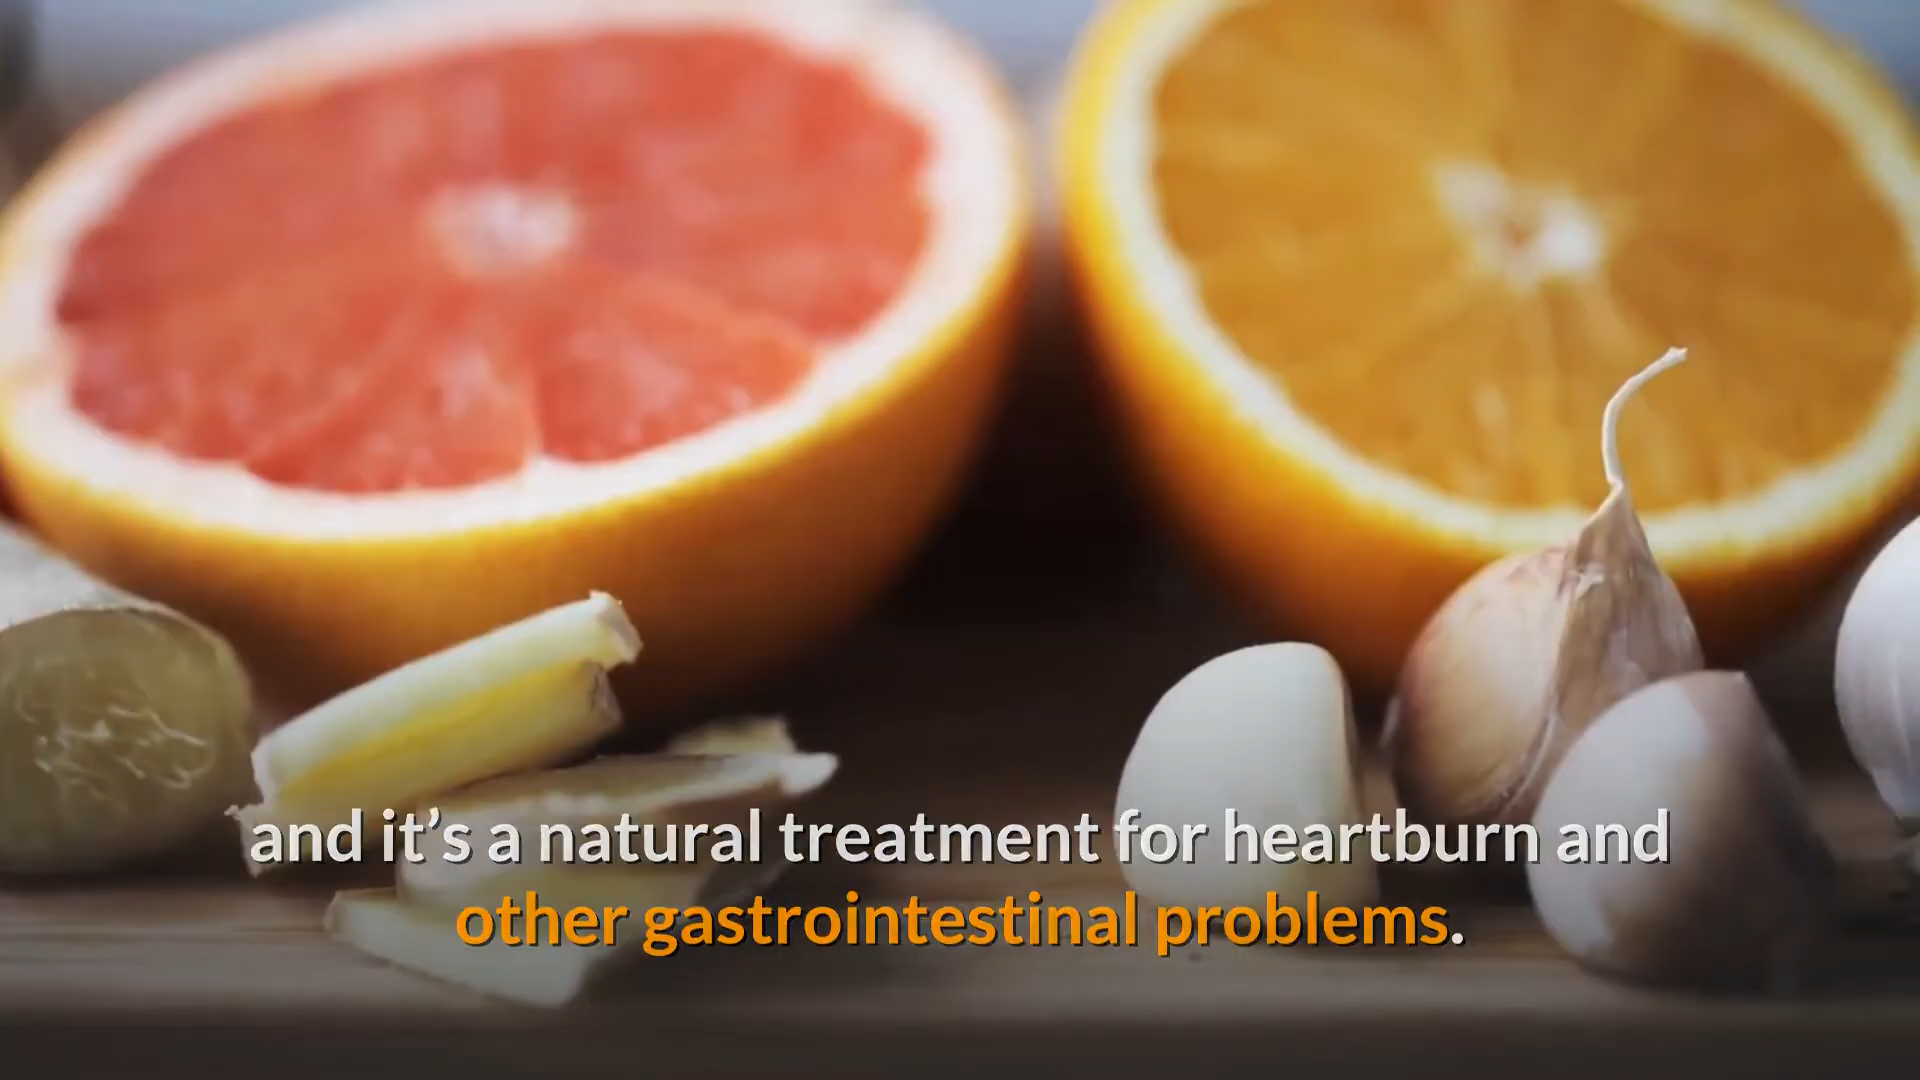 and it’s a natural treatment for heartburn and
other gastrointestinal problems.